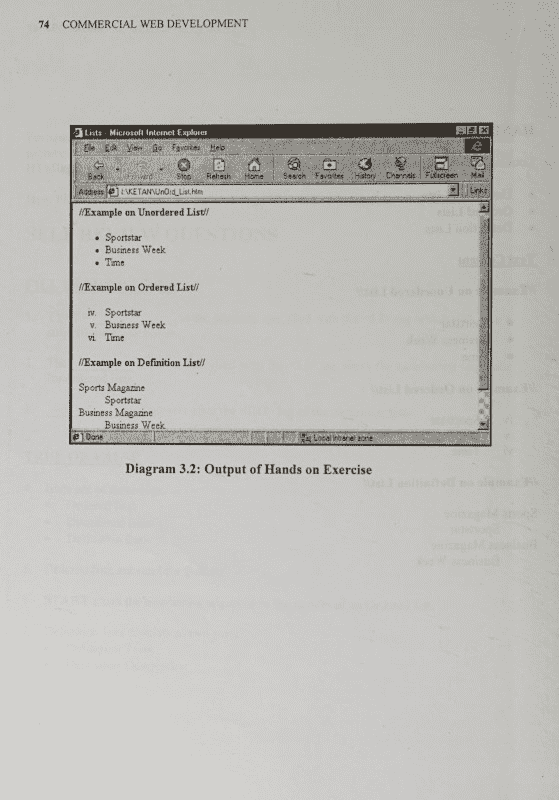 74 COMMERCIAL WEB DEVELOPMENT
Lists - Microsoft Internet Explorer
File Edit View Go Favorites Help
Back Forward Stop Refresh Home Search Favorites History Channels Fullscreen Mail
Address I:\KETAN\UnOrd_List.htm Links
//Example on Unordered List//
• Sportstar
• Business Week
• Time
//Example on Ordered List//
iv. Sportstar
v. Business Week
vi. Time
//Example on Definition List//
Sports Magazine
Sportstar
Business Magazine
Business Week
Done Local intranet zone
Diagram 3.2: Output of Hands on Exercise